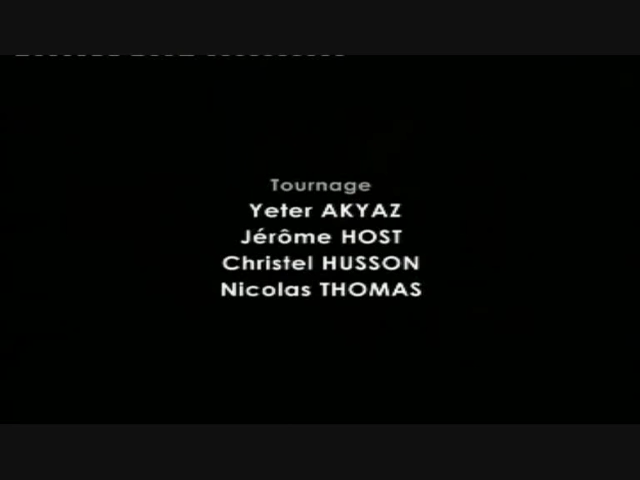 Tournage
Yeter AKYAZ
Jérôme HOST
Christel HUSSON
Nicolas THOMAS